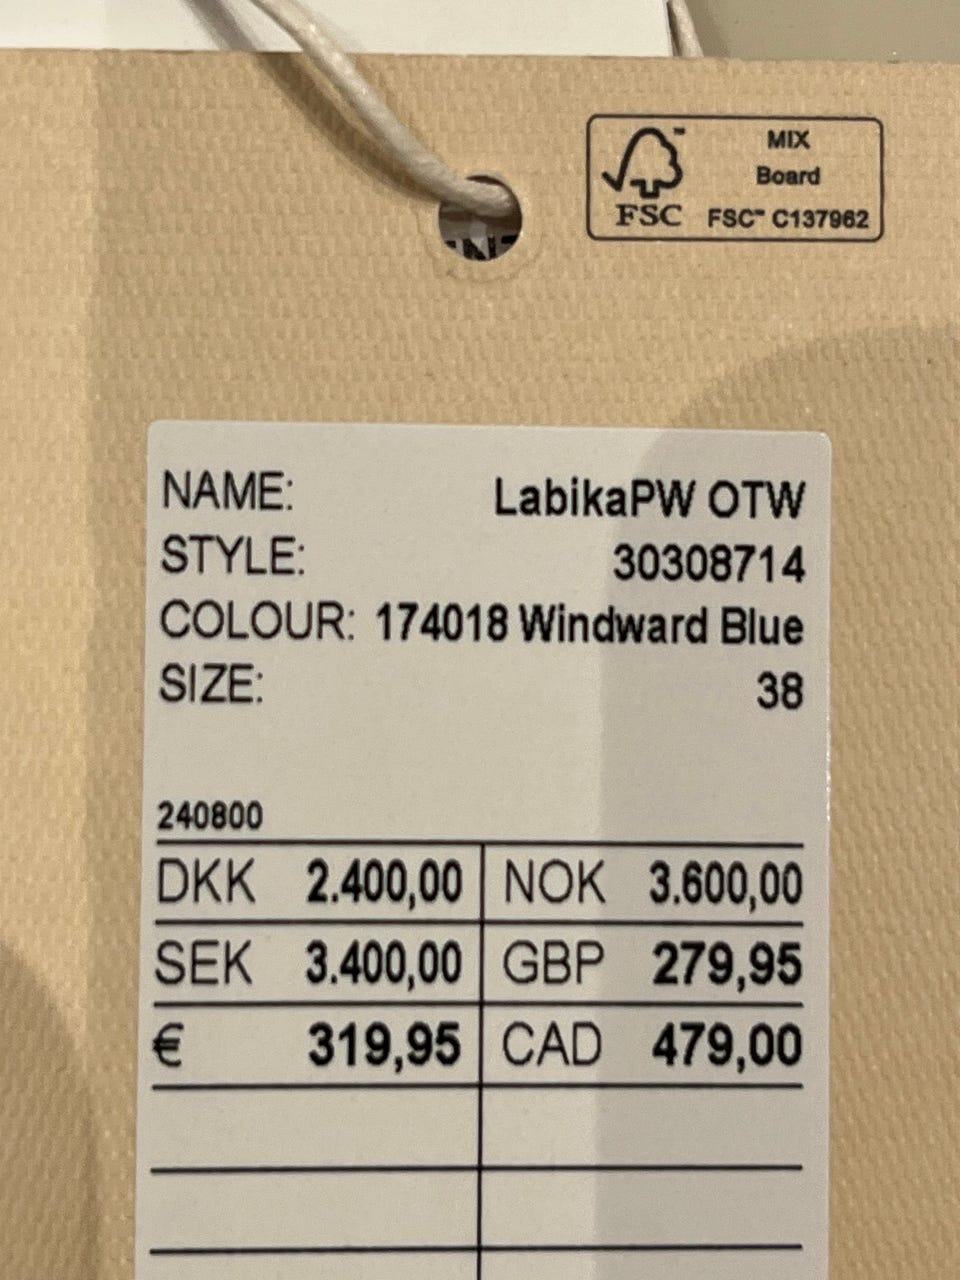 MIX
Board
FSC™ C137962
FSC
NAME: LabikaPW OTW
STYLE: 30308714
COLOUR: 174018 Windward Blue
SIZE: 38
240800
DKK 2.400,00 NOK 3.600,00
SEK 3.400,00 GBP 279,95
€ 319,95 CAD 479,00